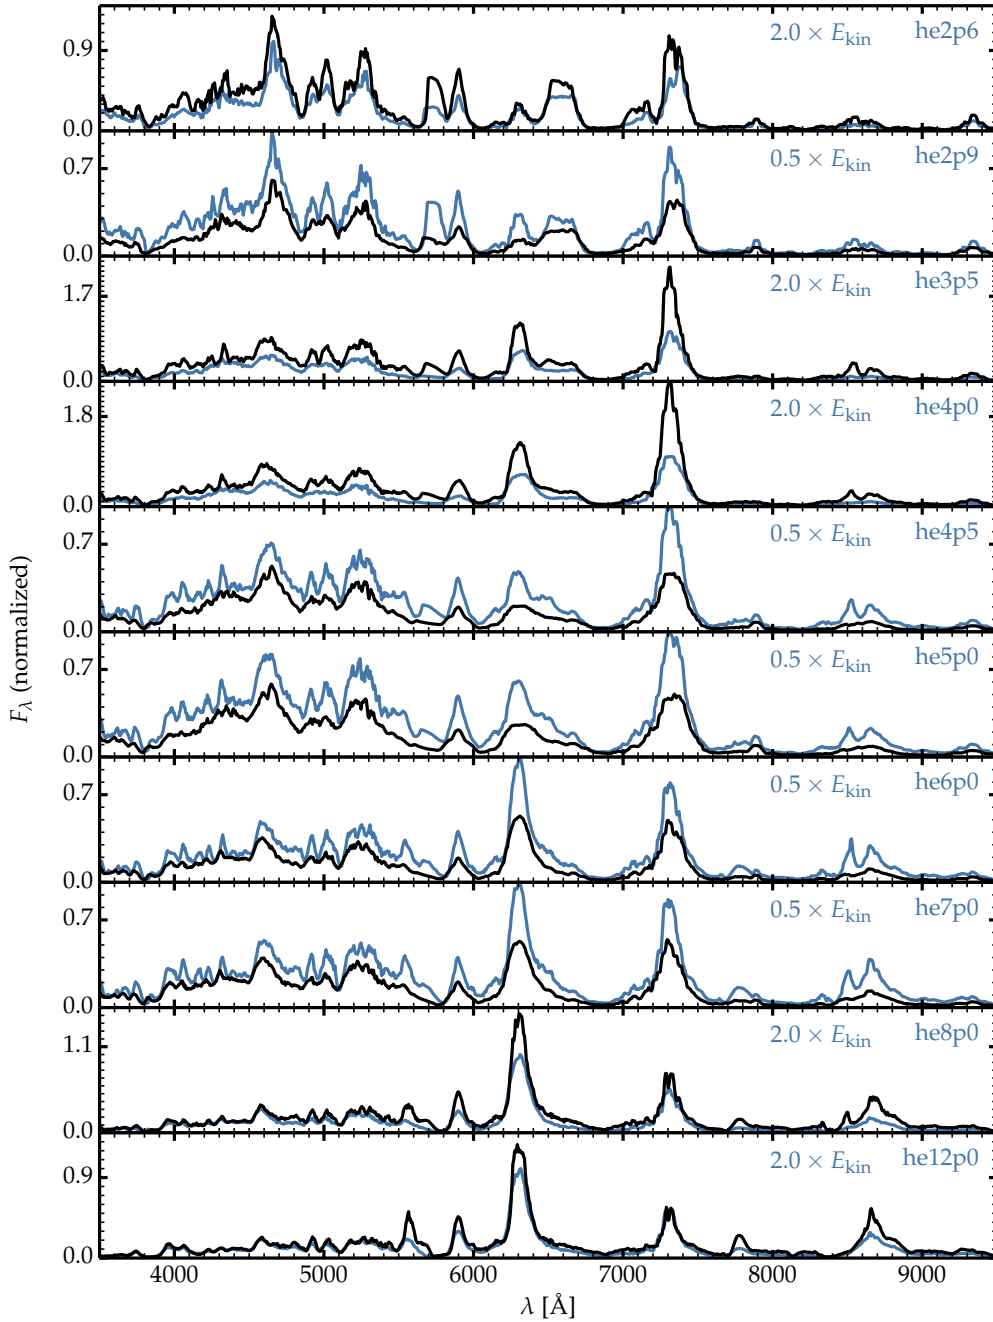 2.0 × E_kin he2p6
0.9
0.0
0.5 × E_kin he2p9
0.7
0.0
2.0 × E_kin he3p5
1.7
0.0
2.0 × E_kin he4p0
1.8
0.0
0.5 × E_kin he4p5
0.7
0.0
0.5 × E_kin he5p0
0.7
0.0
0.5 × E_kin he6p0
0.7
0.0
0.5 × E_kin he7p0
0.7
0.0
2.0 × E_kin he8p0
1.1
0.0
2.0 × E_kin he12p0
0.9
0.0
F_λ (normalized)
4000 5000 6000 7000 8000 9000
λ [Å]